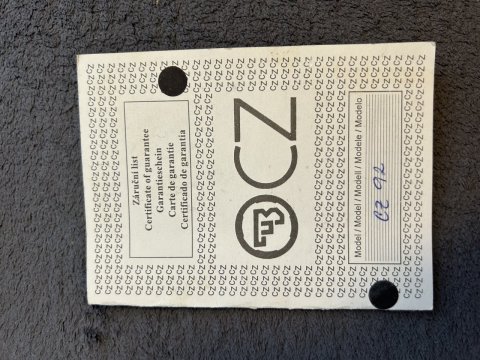 Záruční list
Certificate of guarantee
Garantieschein
Carte de garantie
Certificado de garantia
CZ
Model / Model / Modell / Modèle / Modelo
CZ 92